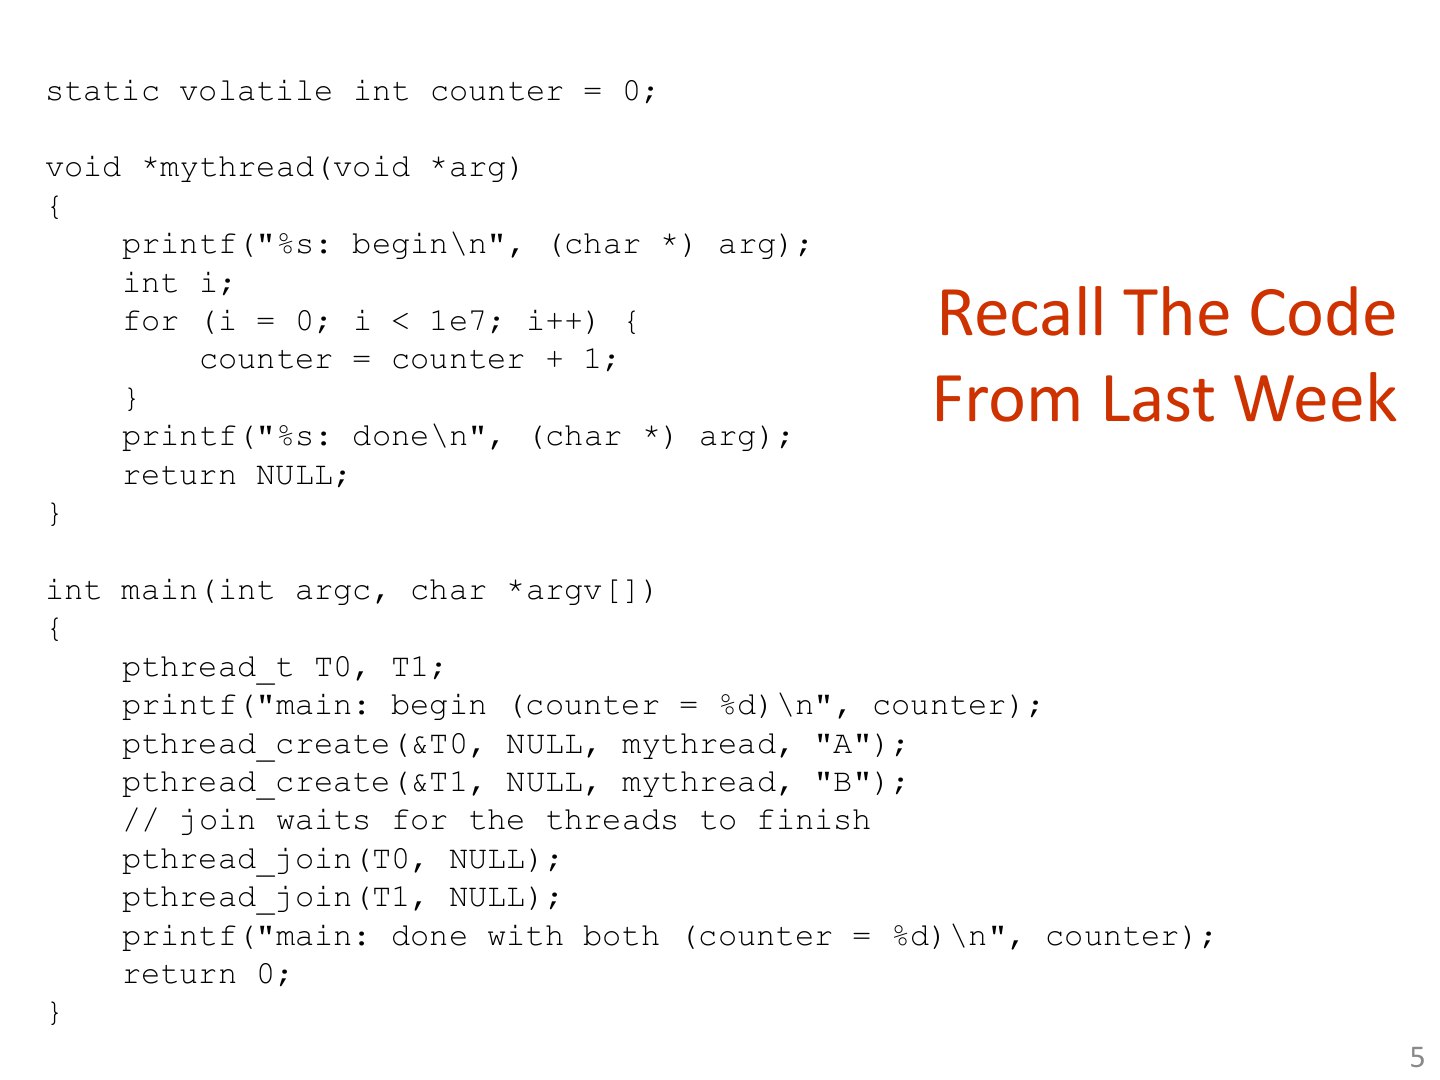 static volatile int counter = 0;
void *mythread(void *arg)
{
    printf("%s: begin\n", (char *) arg);
    int i;
    for (i = 0; i < 1e7; i++) {
        counter = counter + 1;
    }
    printf("%s: done\n", (char *) arg);
    return NULL;
}
Recall The Code
From Last Week
int main(int argc, char *argv[])
{
    pthread_t T0, T1;
    printf("main: begin (counter = %d)\n", counter);
    pthread_create(&T0, NULL, mythread, "A");
    pthread_create(&T1, NULL, mythread, "B");
    // join waits for the threads to finish
    pthread_join(T0, NULL);
    pthread_join(T1, NULL);
    printf("main: done with both (counter = %d)\n", counter);
    return 0;
}
5